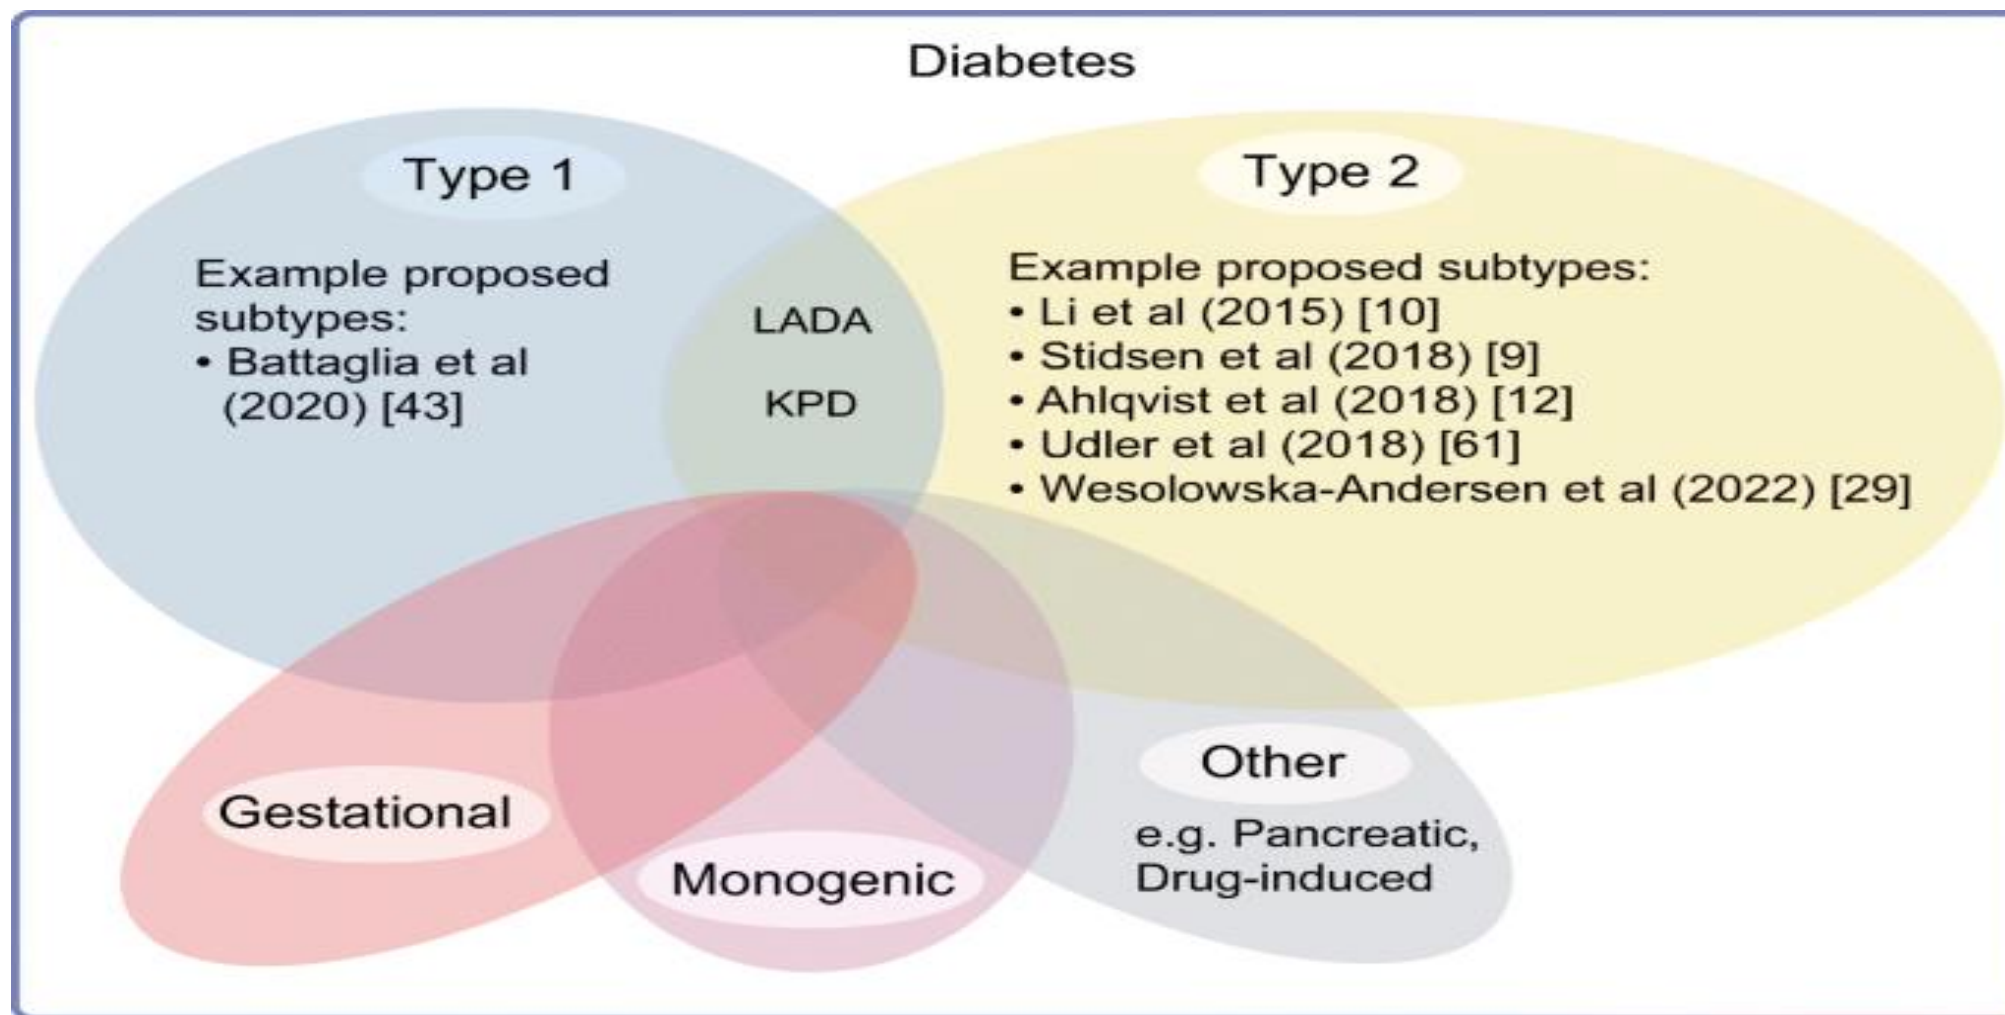 Diabetes
Type 1
Example proposed
subtypes:
• Battaglia et al
(2020) [43]
LADA
KPD
Type 2
Example proposed subtypes:
• Li et al (2015) [10]
• Stidsen et al (2018) [9]
• Ahlqvist et al (2018) [12]
• Udler et al (2018) [61]
• Wesolowska-Andersen et al (2022) [29]
Gestational
Monogenic
Other
e.g. Pancreatic,
Drug-induced